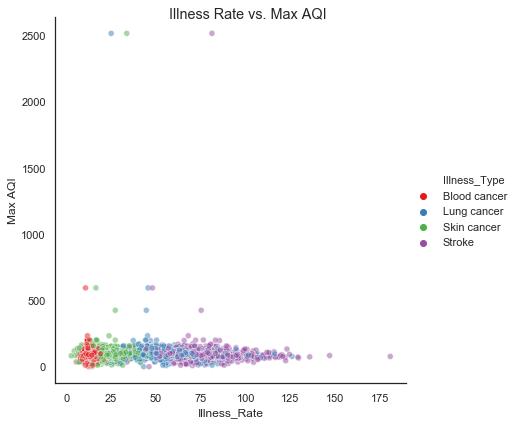 Illness Rate vs. Max AQI
2500
2000
1500
1000
500
0
Max AQI
0 25 50 75 100 125 150 175
Illness_Rate
Illness_Type
Blood cancer
Lung cancer
Skin cancer
Stroke